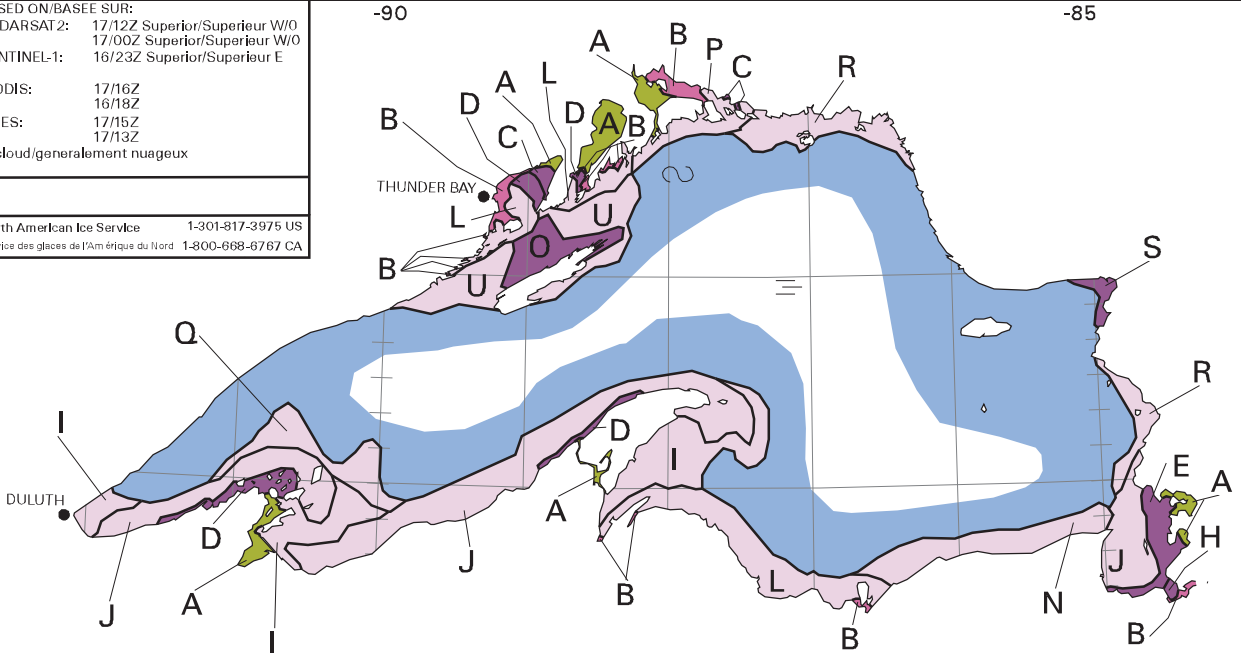 SED ON/BASEE SUR:
DARSAT2: 17/12Z Superior/Superieur W/O
17/00Z Superior/Superieur W/O
NTINEL-1: 16/23Z Superior/Superieur E
ODIS: 17/16Z
16/18Z
ES: 17/15Z
17/13Z
cloud/generalement nuageux
rth American Ice Service 1-301-817-3975 US
vice des glaces de l'Amérique du Nord 1-800-668-6767 CA
-90
-85
A
B
P
C
R
L
A
D
D
A
B
B
C
THUNDER BAY
L
U
O
B
U
S
Q
R
I
D
I
E
A
DULUTH
D
A
H
J
J
L
J
N
A
I
B
B
B